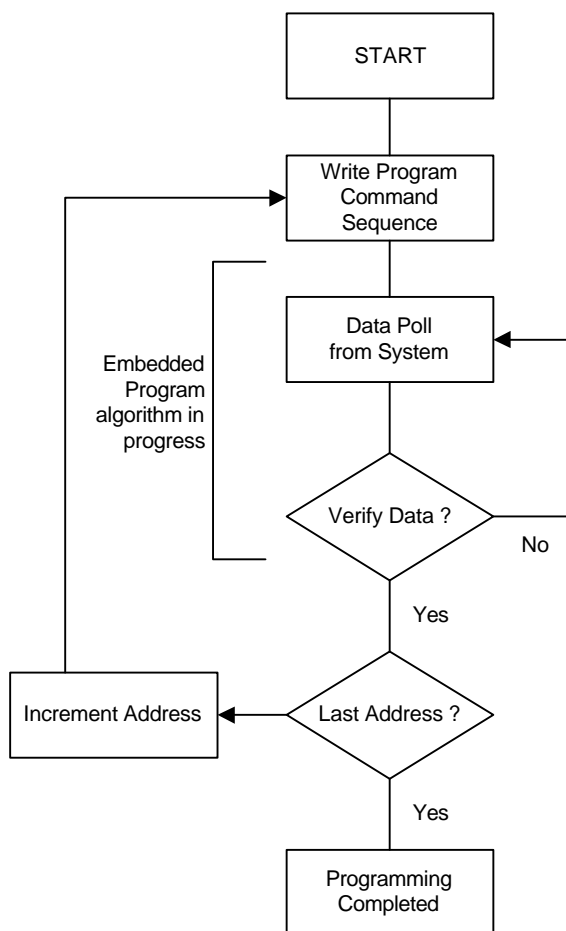 START
Write Program
Command
Sequence
Data Poll
from System
Embedded
Program
algorithm in
progress
Verify Data ?
No
Yes
Increment Address
Last Address ?
Yes
Programming
Completed